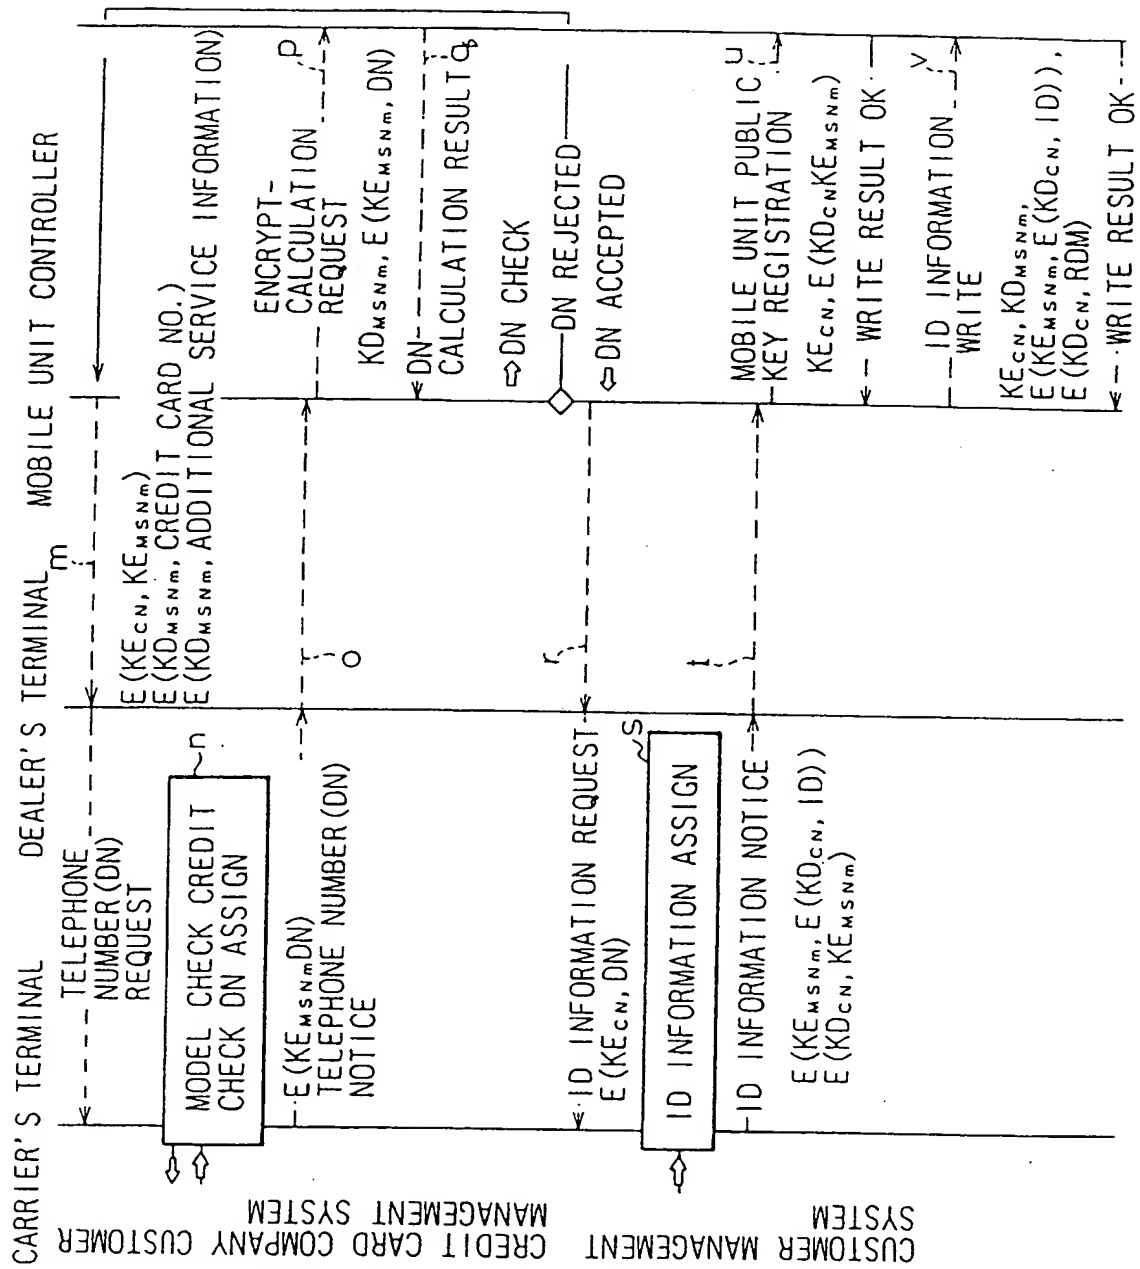 CARRIER'S TERMINAL
DEALER'S TERMINAL
MOBILE UNIT CONTROLLER
TELEPHONE
NUMBER(DN)
REQUEST
m
E(KECN, KEMSNm)
E(KDMSNm, CREDIT CARD NO.)
E(KDMSNm, ADDITIONAL SERVICE INFORMATION)
n
MODEL CHECK CREDIT
CHECK DN ASSIGN
E(KEMSNmDN)
TELEPHONE NUMBER(DN)
NOTICE
o
ENCRYPT-
CALCULATION
REQUEST
p
KDMSNm, E(KEMSNm, DN)
DN
CALCULATION RESULT
q
DN CHECK
DN REJECTED
DN ACCEPTED
r
ID INFORMATION REQUEST
E(KECN, DN)
s
ID INFORMATION ASSIGN
ID INFORMATION NOTICE
t
E(KEMSNm, E(KDCN, ID))
E(KDCN, KEMSNm)
MOBILE UNIT PUBLIC
KEY REGISTRATION
u
KECN, E(KDCNKEMSNm)
WRITE RESULT OK
ID INFORMATION
WRITE
v
KECN, KDMSNm,
E(KEMSNm, E(KDCN, ID)),
E(KDCN, RDM)
WRITE RESULT OK
CREDIT CARD COMPANY CUSTOMER
MANAGEMENT SYSTEM
CUSTOMER MANAGEMENT
SYSTEM